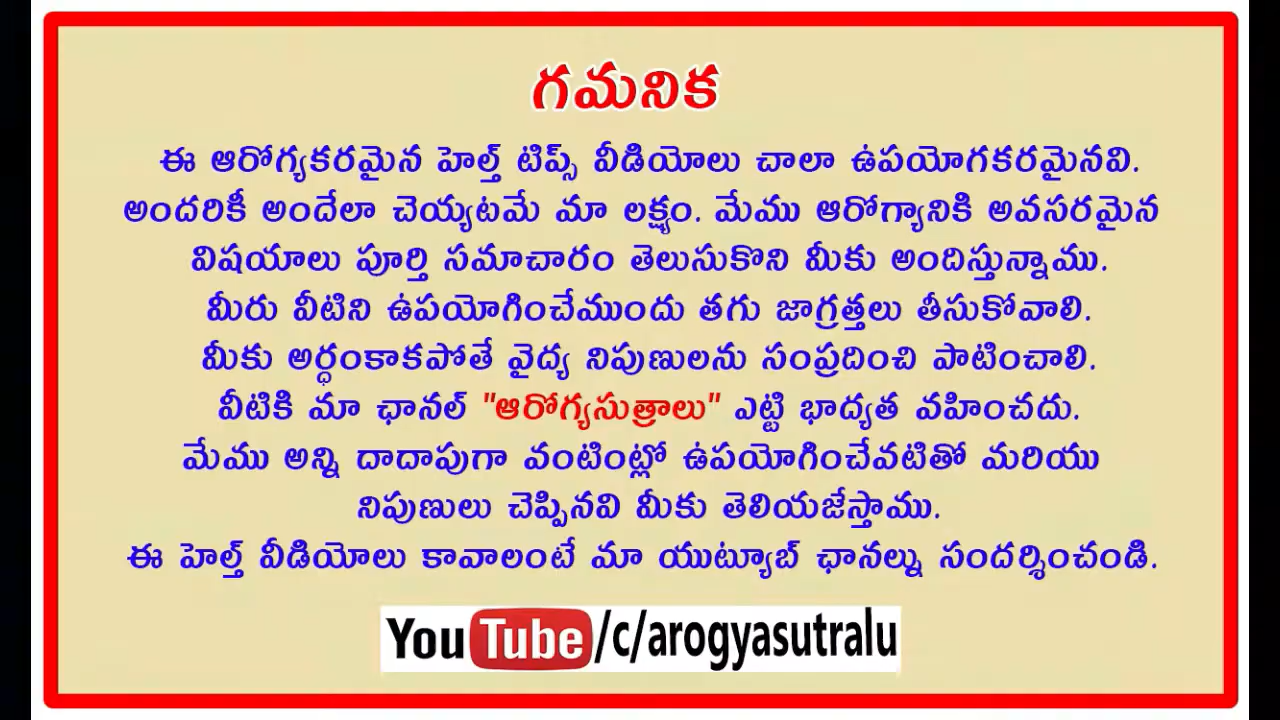 గమనిక
ఈ ఆరోగ్యకరమైన హెల్త్ టిప్స్ వీడియోలు చాలా ఉపయోగకరమైనవి.
అందరికీ అందేలా చెయ్యటమే మా లక్ష్యం. మేము ఆరోగ్యానికి అవసరమైన
విషయాలు పూర్తి సమాచారం తెలుసుకొని మీకు అందిస్తున్నాము.
మీరు వీటిని ఉపయోగించేముందు తగు జాగ్రత్తలు తీసుకోవాలి.
మీకు అర్ధంకాకపోతే వైద్య నిపుణులను సంప్రదించి పాటించాలి.
వీటికి మా ఛానల్ "ఆరోగ్యసుత్రాలు" ఎట్టి భాద్యత వహించదు.
మేము అన్ని దాదాపుగా వంటింట్లో ఉపయోగించేవటితో మరియు
నిపుణులు చెప్పినవి మీకు తెలియజేస్తాము.
ఈ హెల్త్ వీడియోలు కావాలంటే మా యుట్యూబ్ ఛానల్ను సందర్శించండి.
YouTube/c/arogyasutralu